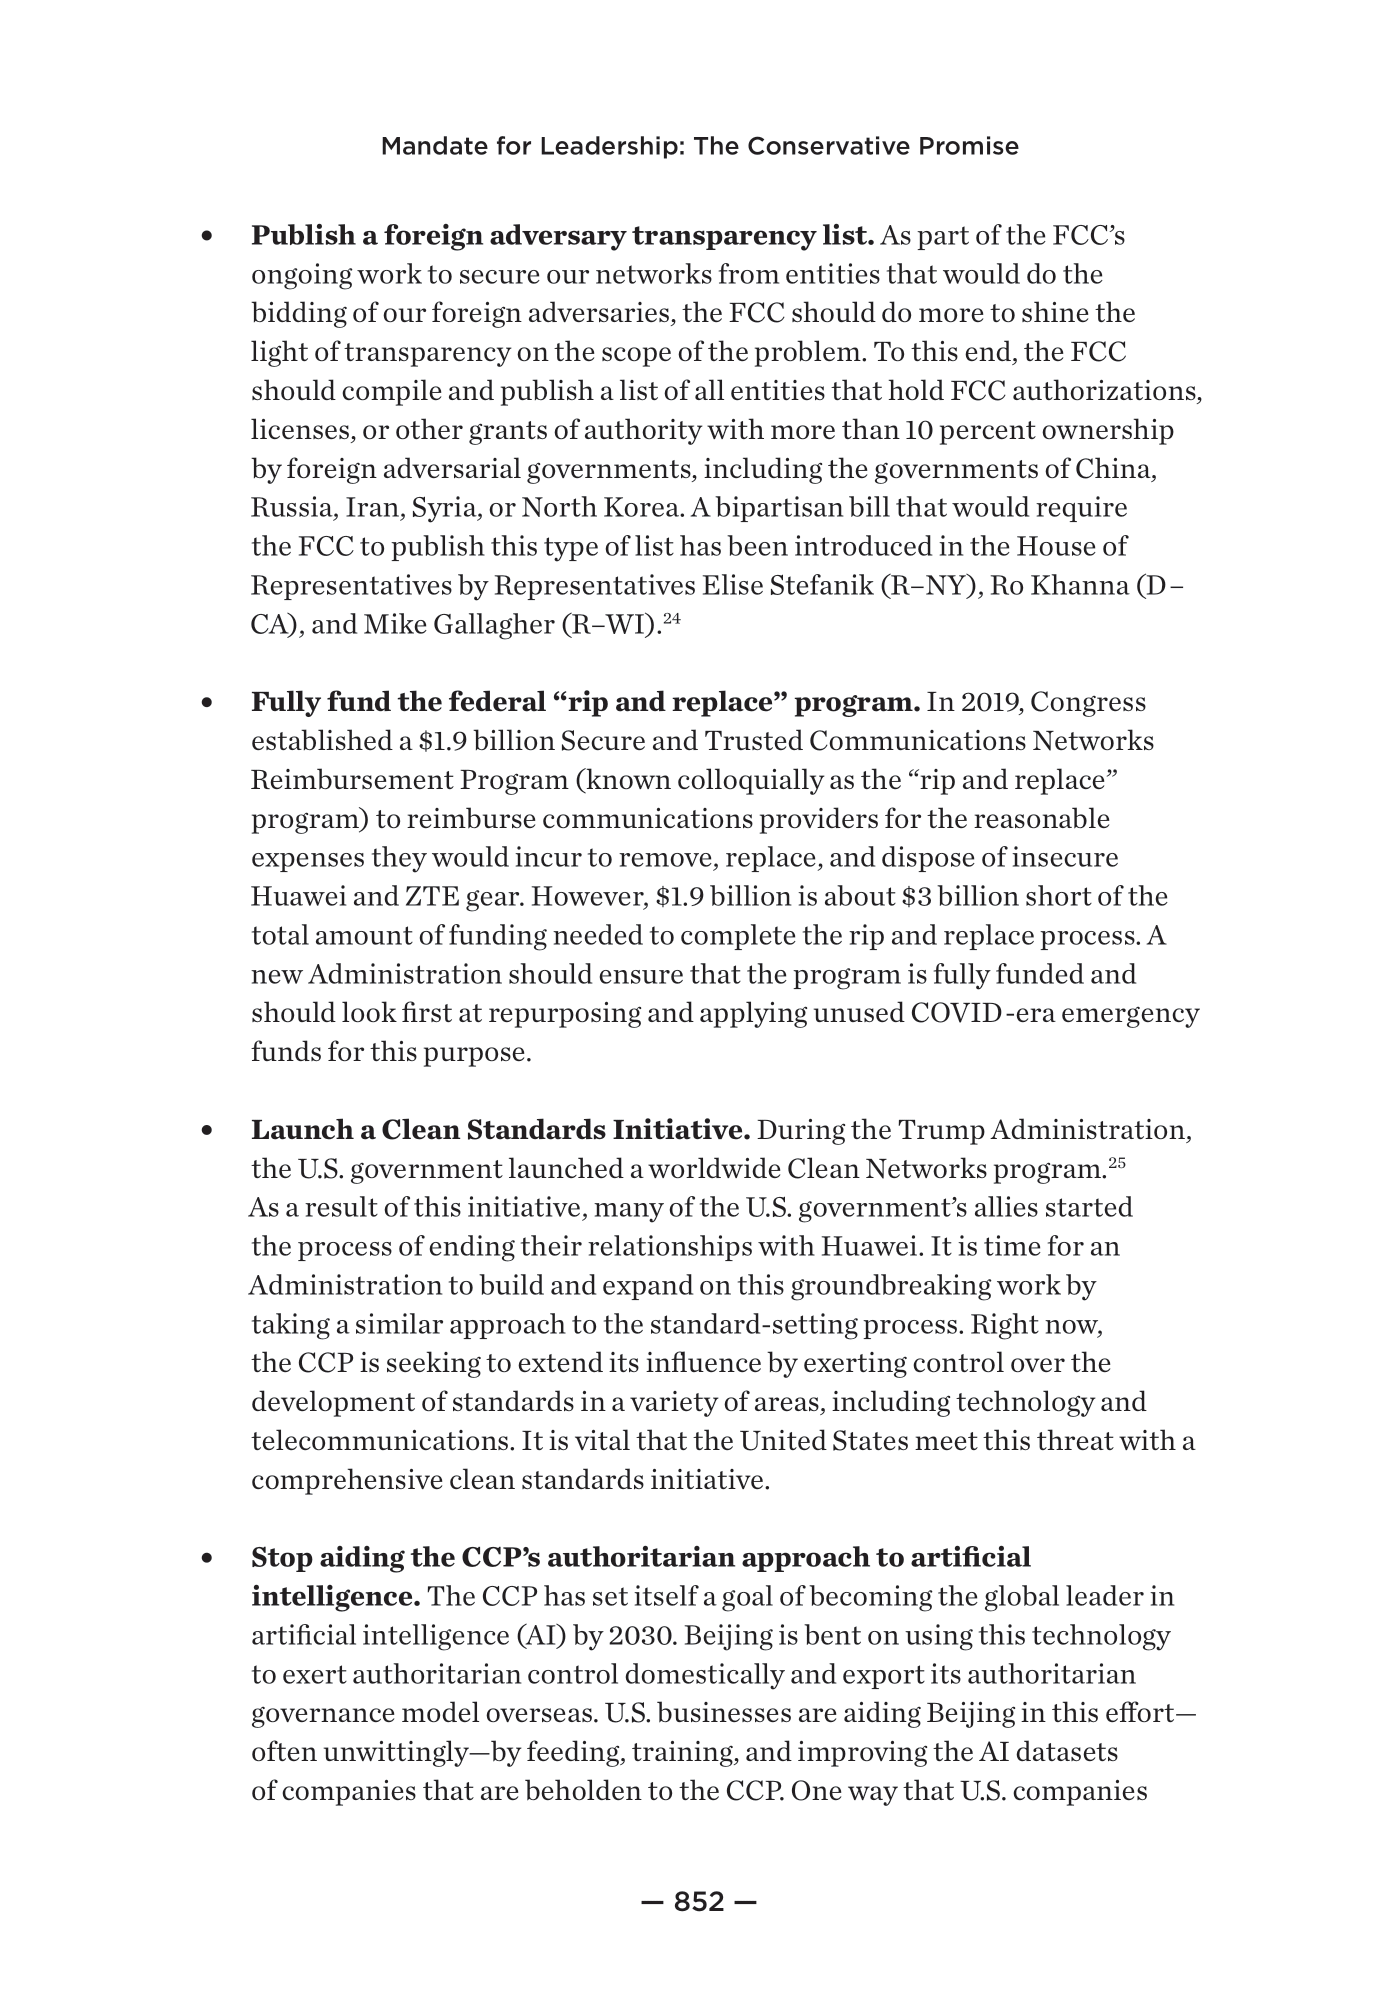 Mandate for Leadership: The Conservative Promise
• Publish a foreign adversary transparency list. As part of the FCC’s
ongoing work to secure our networks from entities that would do the
bidding of our foreign adversaries, the FCC should do more to shine the
light of transparency on the scope of the problem. To this end, the FCC
should compile and publish a list of all entities that hold FCC authorizations,
licenses, or other grants of authority with more than 10 percent ownership
by foreign adversarial governments, including the governments of China,
Russia, Iran, Syria, or North Korea. A bipartisan bill that would require
the FCC to publish this type of list has been introduced in the House of
Representatives by Representatives Elise Stefanik (R–NY), Ro Khanna (D–
CA), and Mike Gallagher (R–WI).24
• Fully fund the federal “rip and replace” program. In 2019, Congress
established a $1.9 billion Secure and Trusted Communications Networks
Reimbursement Program (known colloquially as the “rip and replace”
program) to reimburse communications providers for the reasonable
expenses they would incur to remove, replace, and dispose of insecure
Huawei and ZTE gear. However, $1.9 billion is about $3 billion short of the
total amount of funding needed to complete the rip and replace process. A
new Administration should ensure that the program is fully funded and
should look first at repurposing and applying unused COVID-era emergency
funds for this purpose.
• Launch a Clean Standards Initiative. During the Trump Administration,
the U.S. government launched a worldwide Clean Networks program.25
As a result of this initiative, many of the U.S. government’s allies started
the process of ending their relationships with Huawei. It is time for an
Administration to build and expand on this groundbreaking work by
taking a similar approach to the standard-setting process. Right now,
the CCP is seeking to extend its influence by exerting control over the
development of standards in a variety of areas, including technology and
telecommunications. It is vital that the United States meet this threat with a
comprehensive clean standards initiative.
• Stop aiding the CCP’s authoritarian approach to artificial
intelligence. The CCP has set itself a goal of becoming the global leader in
artificial intelligence (AI) by 2030. Beijing is bent on using this technology
to exert authoritarian control domestically and export its authoritarian
governance model overseas. U.S. businesses are aiding Beijing in this effort—
often unwittingly—by feeding, training, and improving the AI datasets
of companies that are beholden to the CCP. One way that U.S. companies
— 852 —